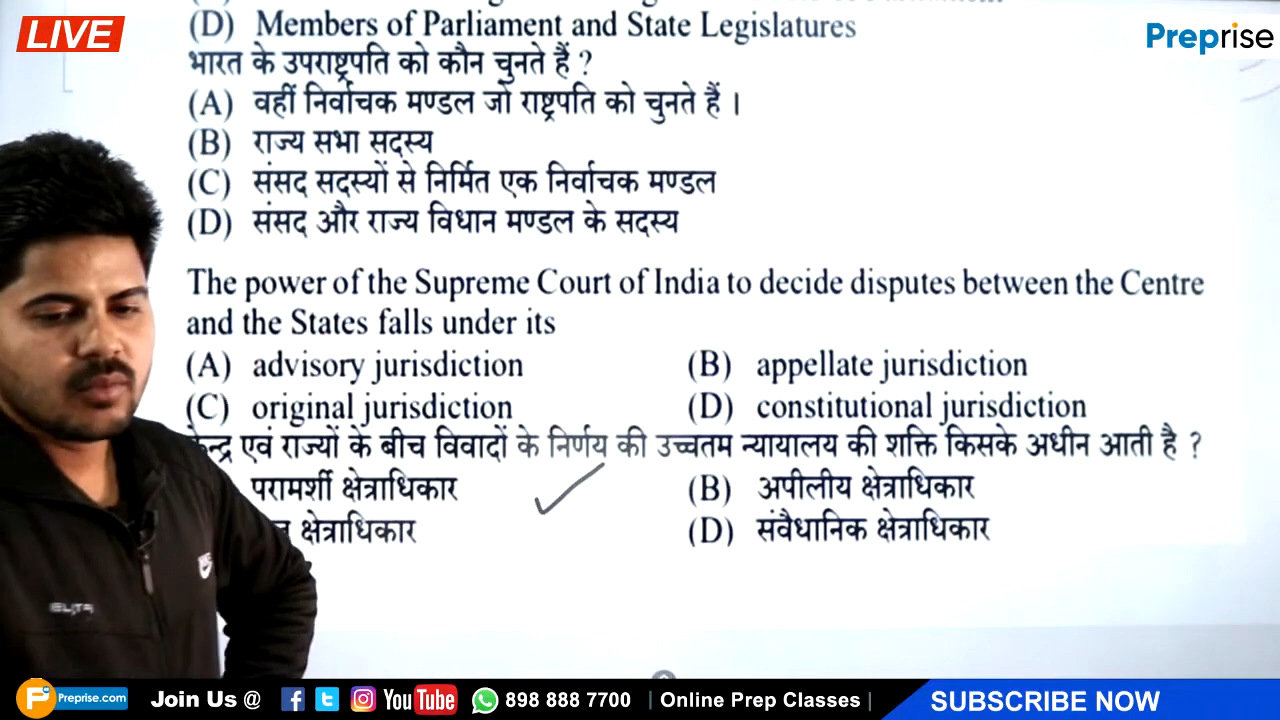 LIVE
Preprise
(D) Members of Parliament and State Legislatures
भारत के उपराष्ट्रपति को कौन चुनते हैं ?
(A) वहीं निर्वाचक मण्डल जो राष्ट्रपति को चुनते हैं ।
(B) राज्य सभा सदस्य
(C) संसद सदस्यों से निर्मित एक निर्वाचक मण्डल
(D) संसद और राज्य विधान मण्डल के सदस्य
The power of the Supreme Court of India to decide disputes between the Centre
and the States falls under its
(A) advisory jurisdiction (B) appellate jurisdiction
(C) original jurisdiction (D) constitutional jurisdiction
एवं राज्यों के बीच विवादों के निर्णय की उच्चतम न्यायालय की शक्ति किसके अधीन आती है ?
परामर्शी क्षेत्राधिकार (B) अपीलीय क्षेत्राधिकार
क्षेत्राधिकार (D) संवैधानिक क्षेत्राधिकार
Preprise.com Join Us @ YouTube 898 888 7700 | Online Prep Classes | SUBSCRIBE NOW